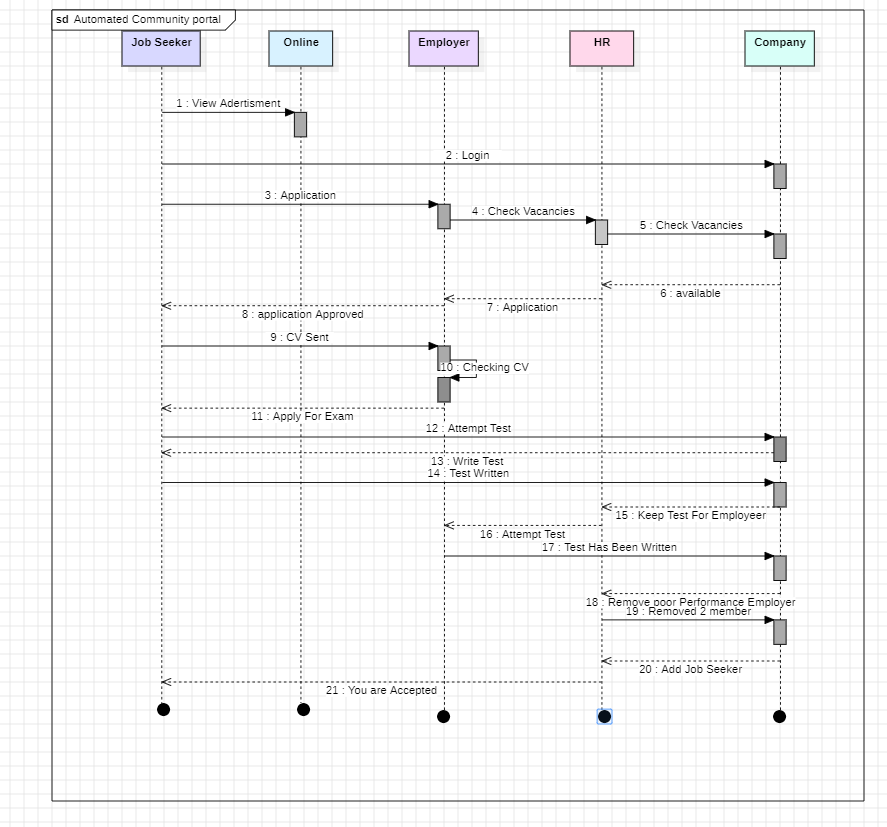 sd Automated Community portal
Job Seeker
Online
Employer
HR
Company
1 : View Adertisment
2 : Login
3 : Application
4 : Check Vacancies
5 : Check Vacancies
6 : available
7 : Application
8 : application Approved
9 : CV Sent
10 : Checking CV
11 : Apply For Exam
12 : Attempt Test
13 : Write Test
14 : Test Written
15 : Keep Test For Employeer
16 : Attempt Test
17 : Test Has Been Written
18 : Remove poor Performance Employer
19 : Removed 2 member
20 : Add Job Seeker
21 : You are Accepted